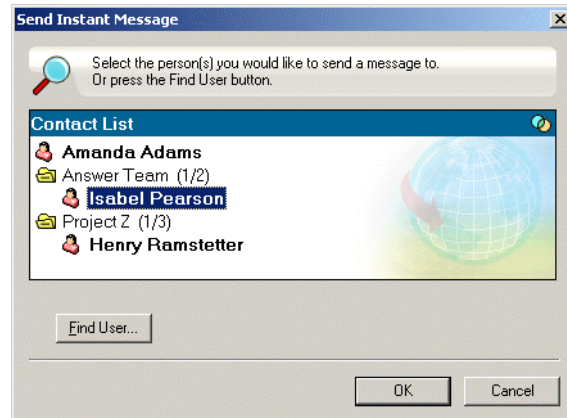 Send Instant Message
Select the person(s) you would like to send a message to.
Or press the Find User button.
Contact List
Amanda Adams
Answer Team (1/2)
Isabel Pearson
Project Z (1/3)
Henry Ramstetter
Find User...
OK Cancel